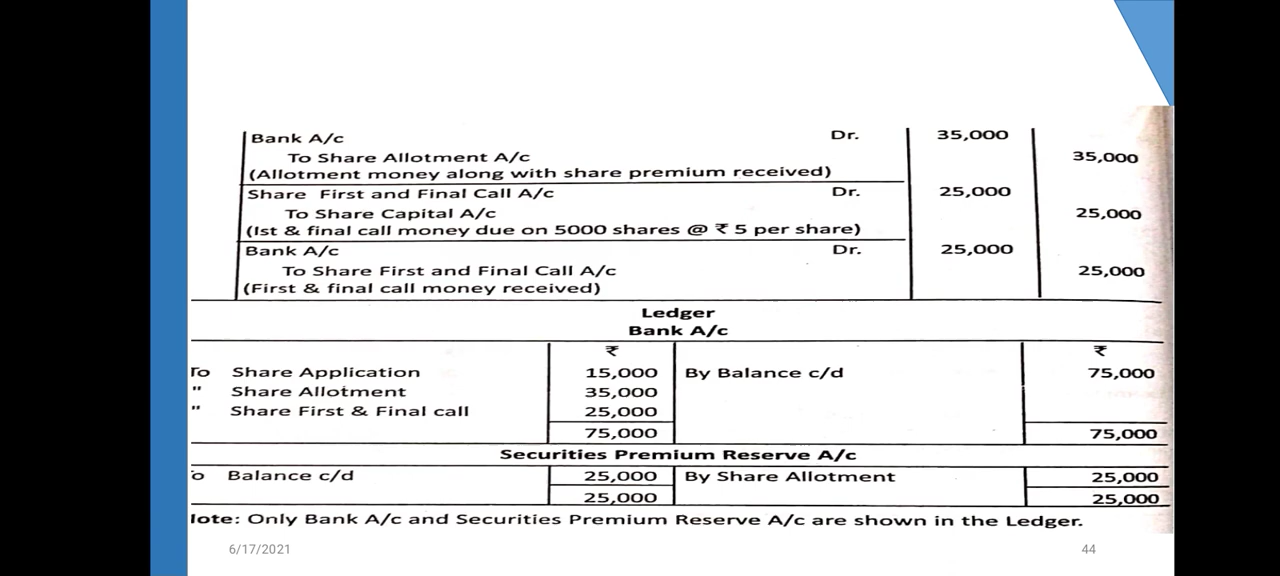 Bank A/c Dr. 35,000
To Share Allotment A/c 35,000
(Allotment money along with share premium received)
Share First and Final Call A/c Dr. 25,000
To Share Capital A/c 25,000
(Ist & final call money due on 5000 shares @ ₹ 5 per share)
Bank A/c Dr. 25,000
To Share First and Final Call A/c 25,000
(First & final call money received)
Ledger
Bank A/c
₹ ₹
To Share Application 15,000 By Balance c/d 75,000
" Share Allotment 35,000
" Share First & Final call 25,000
75,000 75,000
Securities Premium Reserve A/c
o Balance c/d 25,000 By Share Allotment 25,000
25,000 25,000
lote: Only Bank A/c and Securities Premium Reserve A/c are shown in the Ledger.
6/17/2021 44